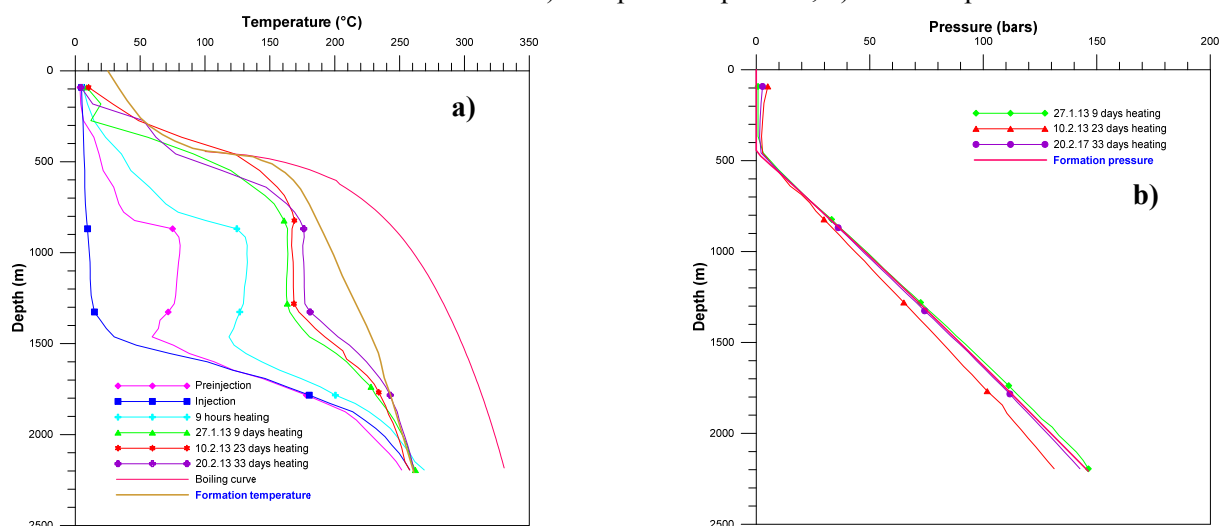 Temperature (°C)
0 50 100 150 200 250 300 350
0
500
1000
1500
2000
2500
Depth (m)
a)
Preinjection
Injection
9 hours heating
27.1.13 9 days heating
10.2.13 23 days heating
20.2.13 33 days heating
Boiling curve
Formation temperature
Pressure (bars)
0 50 100 150 200
0
500
1000
1500
2000
2500
Depth (m)
27.1.13 9 days heating
10.2.13 23 days heating
20.2.17 33 days heating
Formation pressure
b)